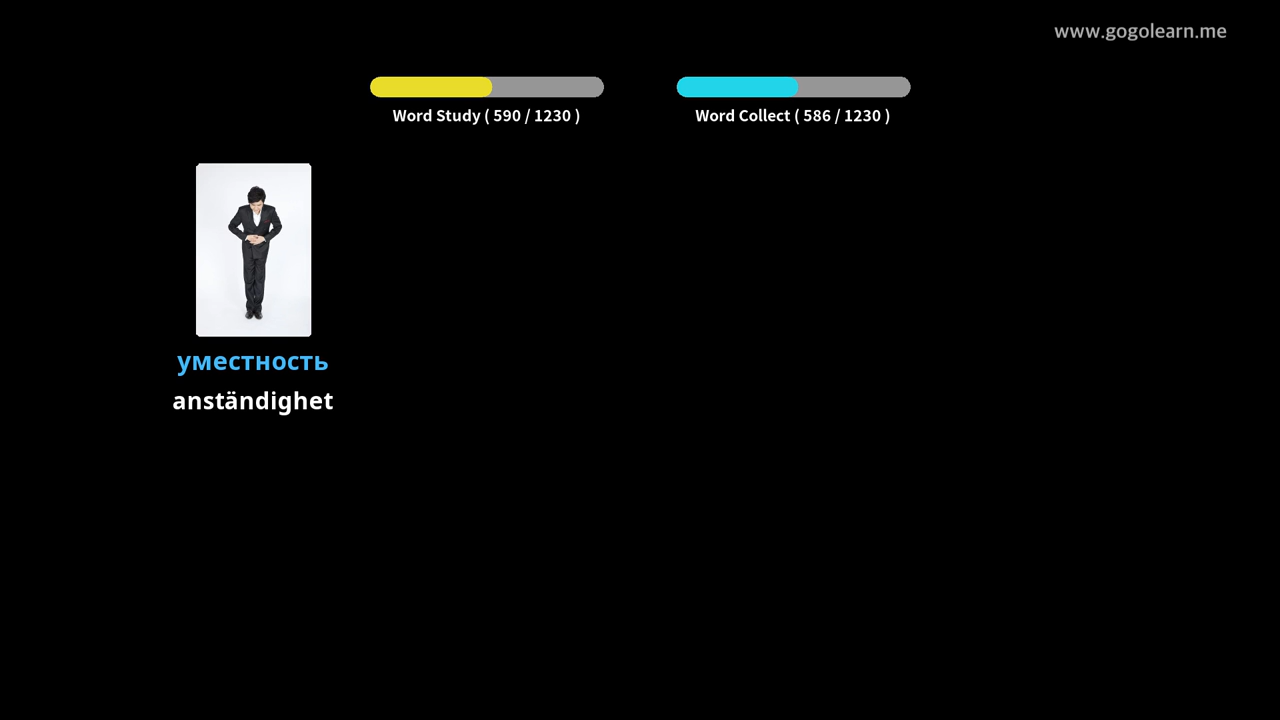 www.gogolearn.me
Word Study ( 590 / 1230 )
Word Collect ( 586 / 1230 )
уместность
anständighet